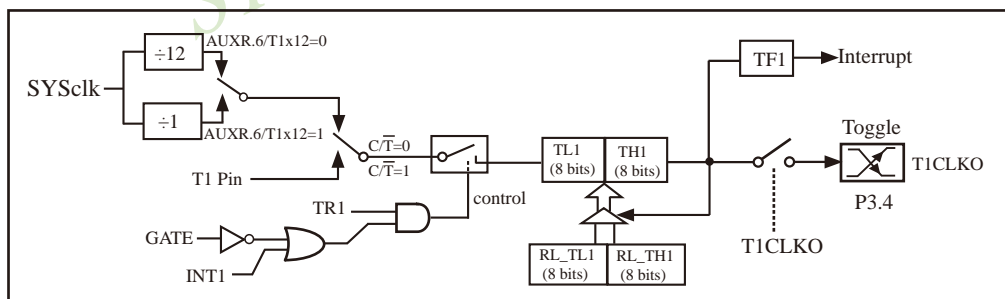 ÷12
AUXR.6/T1x12=0
SYSclk
÷1
AUXR.6/T1x12=1
T1 Pin
C/T̅=0
C/T̅=1
control
TR1
GATE
INT1
TL1
(8 bits)
TH1
(8 bits)
RL_TL1
(8 bits)
RL_TH1
(8 bits)
TF1
Interrupt
Toggle
T1CLKO
P3.4
T1CLKO